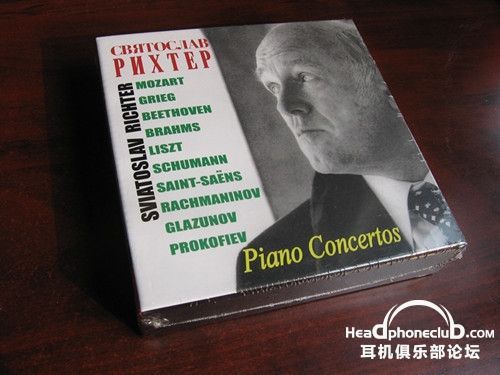 СВЯТОСЛАВ
РИХТЕР
SVIATOSLAV RICHTER
MOZART
GRIEG
BEETHOVEN
BRAHMS
LISZT
SCHUMANN
SAINT-SAËNS
RACHMANINOV
GLAZUNOV
PROKOFIEV
Piano Concertos
HeadphoneclubD.com
耳机俱乐部论坛